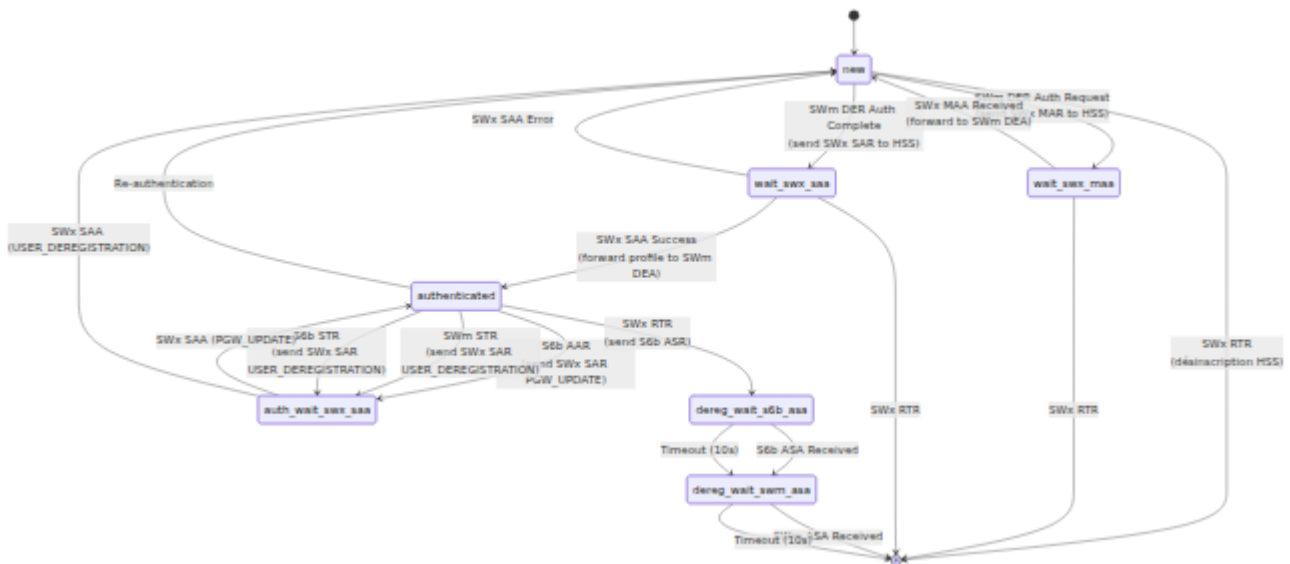 new
SWx SAA Error
SWm DER Auth
Complete
(send SWx SAR to HSS)
SWx MAA Received
(forward to SWm DEA)
DER Auth Request
MAR to HSS)
Re-authentication
wait_swx_saa
wait_swx_maa
SWx SAA
(USER_DEREGISTRATION)
SWx SAA Success
(forward profile to SWm
DEA)
authenticated
SWx SAA (PGW_UPDATE)
S6b STR
(send SWx SAR
USER_DEREGISTRATION)
SWm STR
(send SWx SAR
USER_DEREGISTRATION)
S6b AAR
SWx SAR
PGW_UPDATE)
SWx RTR
(send S6b ASR)
SWx RTR
(désinscription HSS)
auth_wait_swx_saa
dereg_wait_s6b_asa
SWx RTR
SWx RTR
Timeout (10s)
S6b ASA Received
dereg_wait_swm_asa
Timeout (10s)
ASA Received